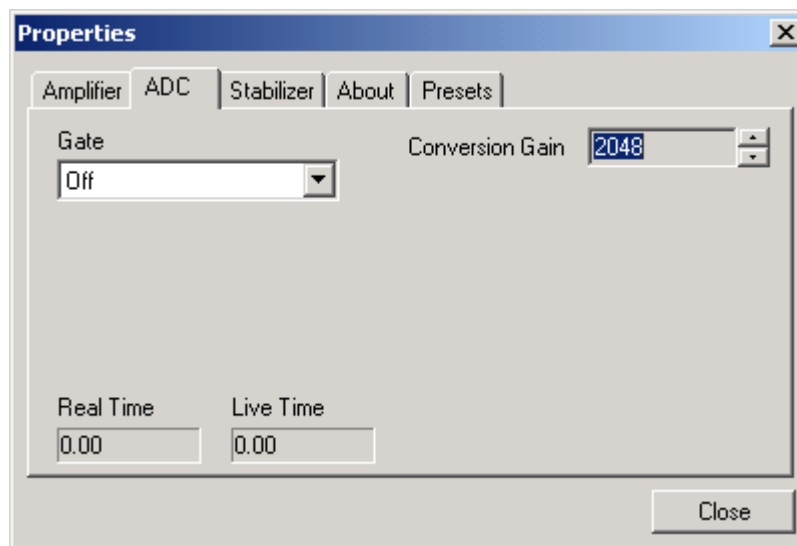 Properties
Amplifier ADC Stabilizer About Presets
Gate Conversion Gain 2048
Off
Real Time Live Time
0.00 0.00
Close